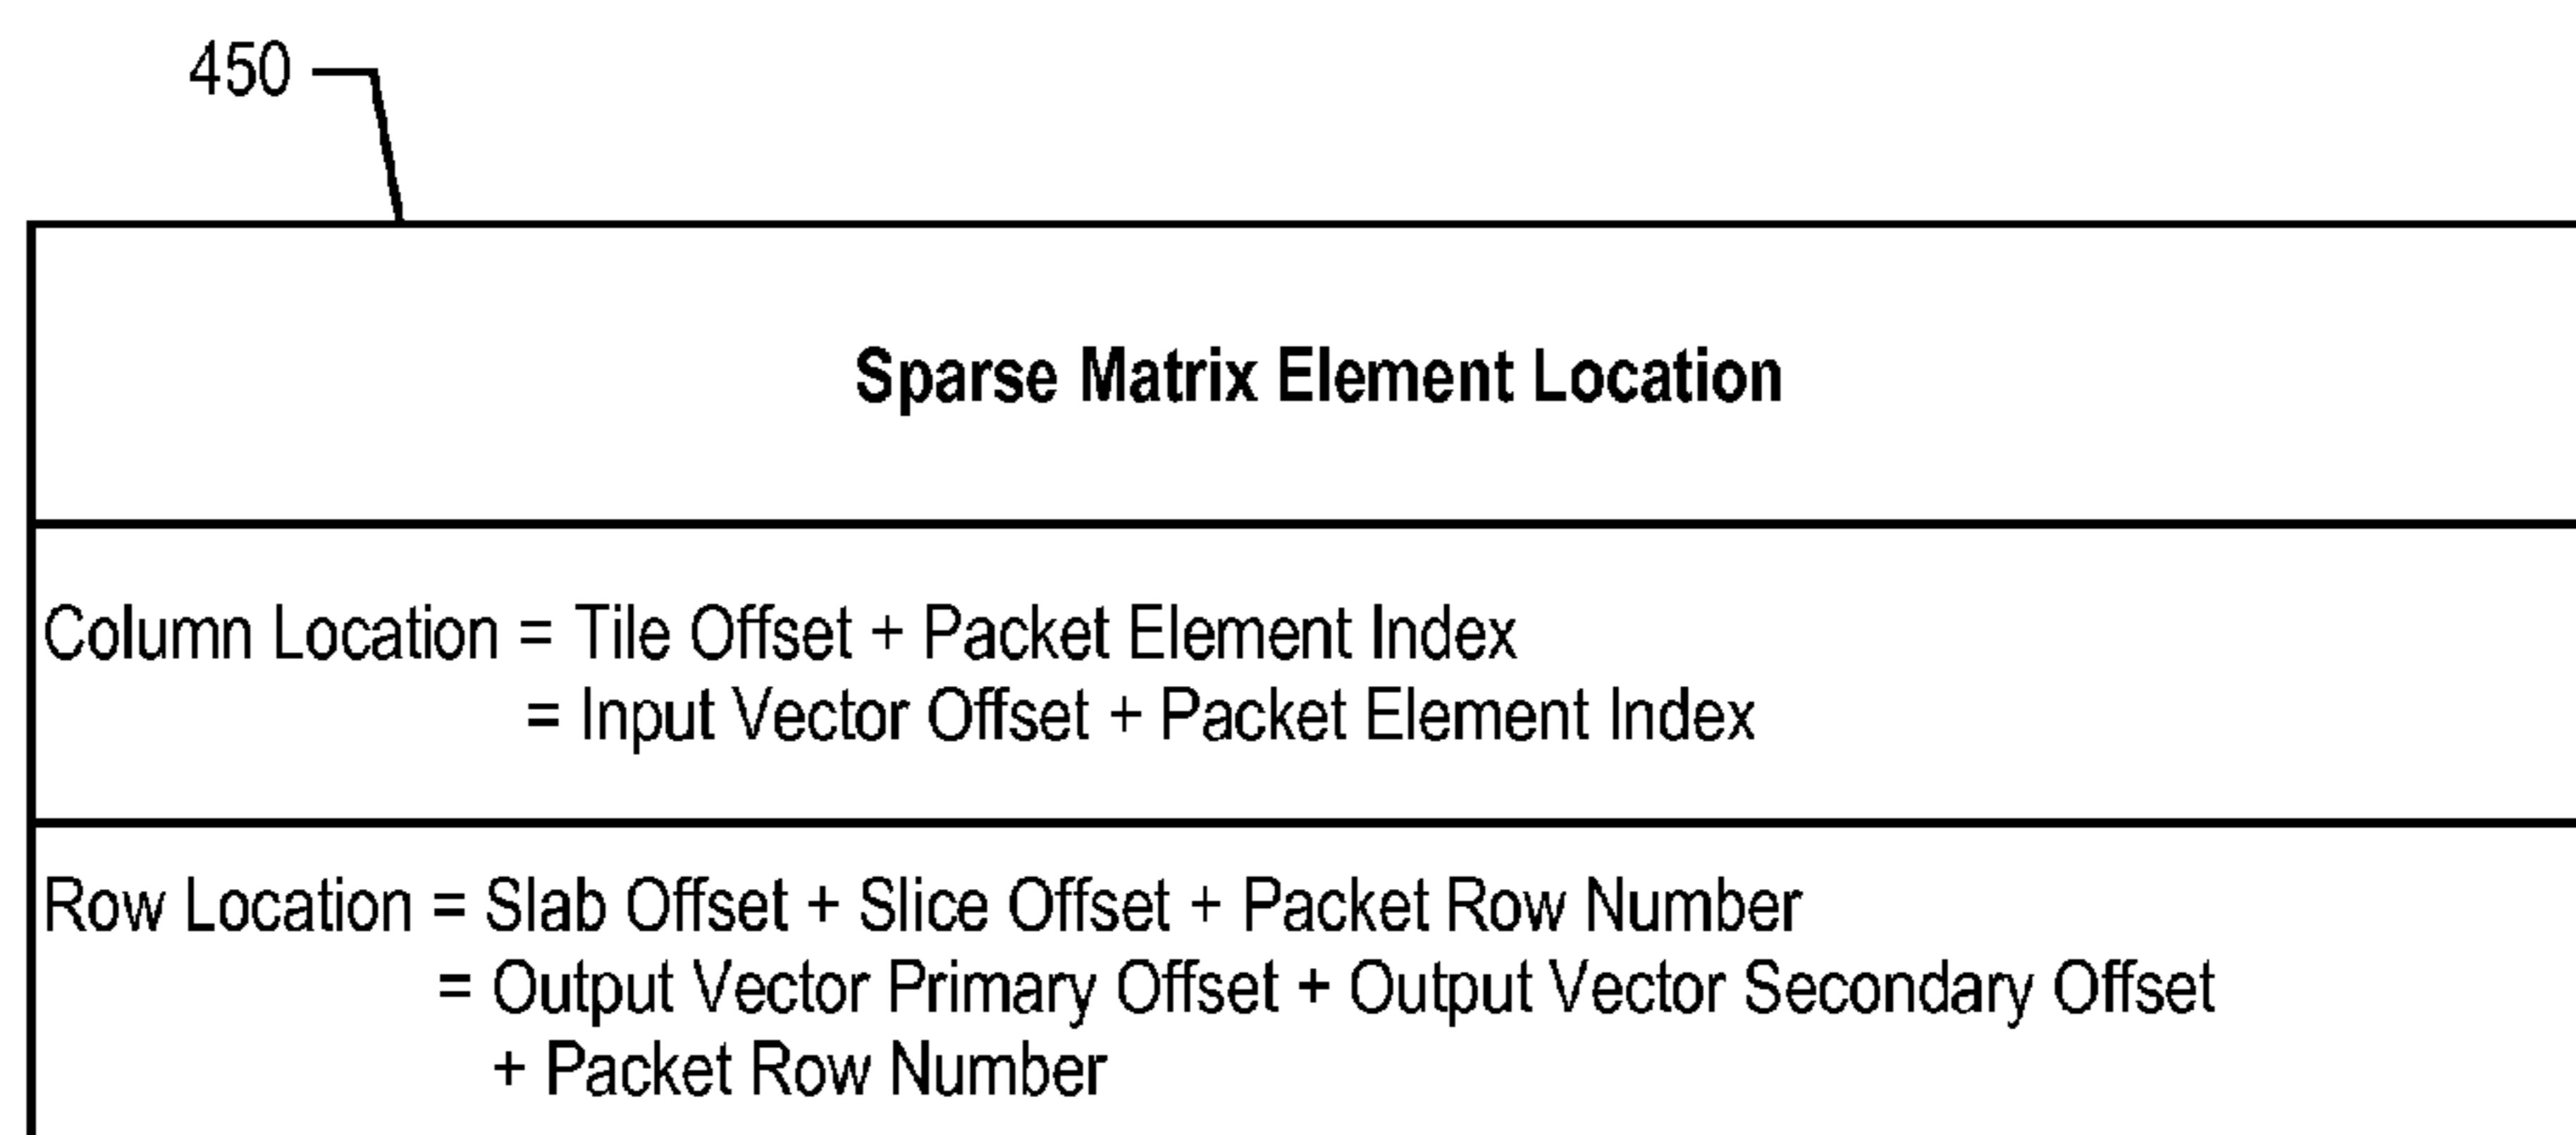 450
Sparse Matrix Element Location
Column Location = Tile Offset + Packet Element Index
= Input Vector Offset + Packet Element Index
Row Location = Slab Offset + Slice Offset + Packet Row Number
= Output Vector Primary Offset + Output Vector Secondary Offset
+ Packet Row Number